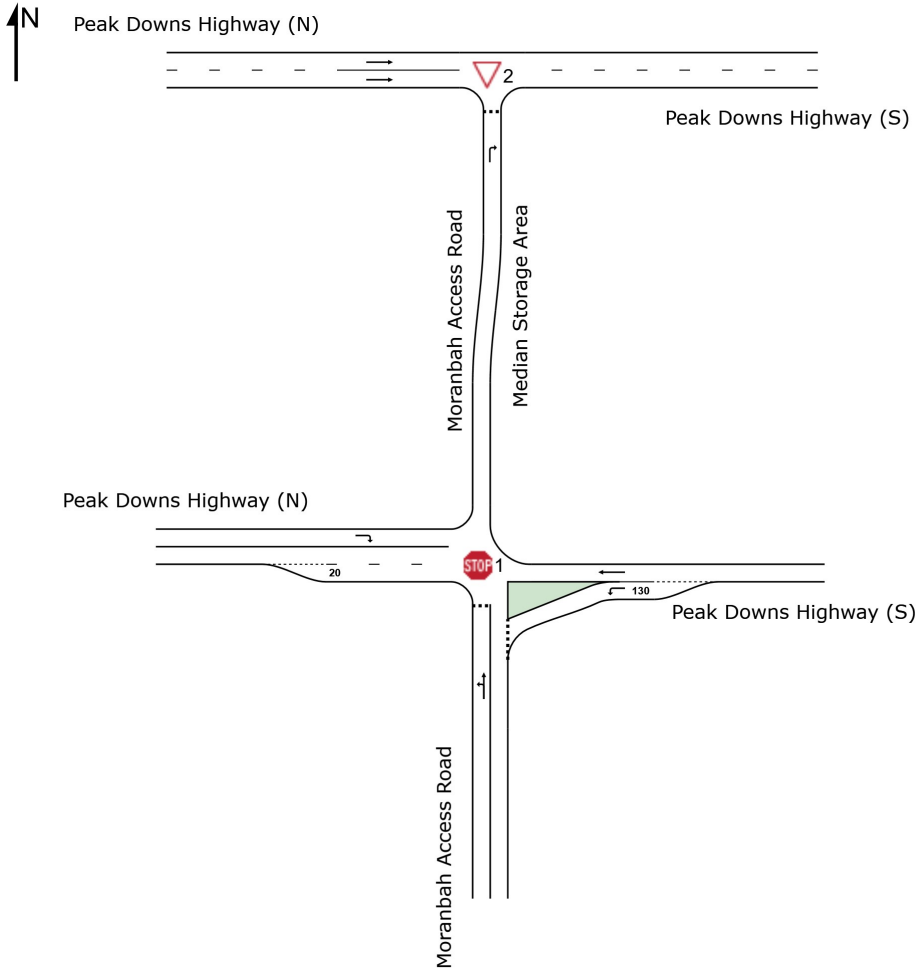 N
Peak Downs Highway (N)
2
Peak Downs Highway (S)
Moranbah Access Road
Median Storage Area
Peak Downs Highway (N)
STOP
1
20
130
Peak Downs Highway (S)
Moranbah Access Road